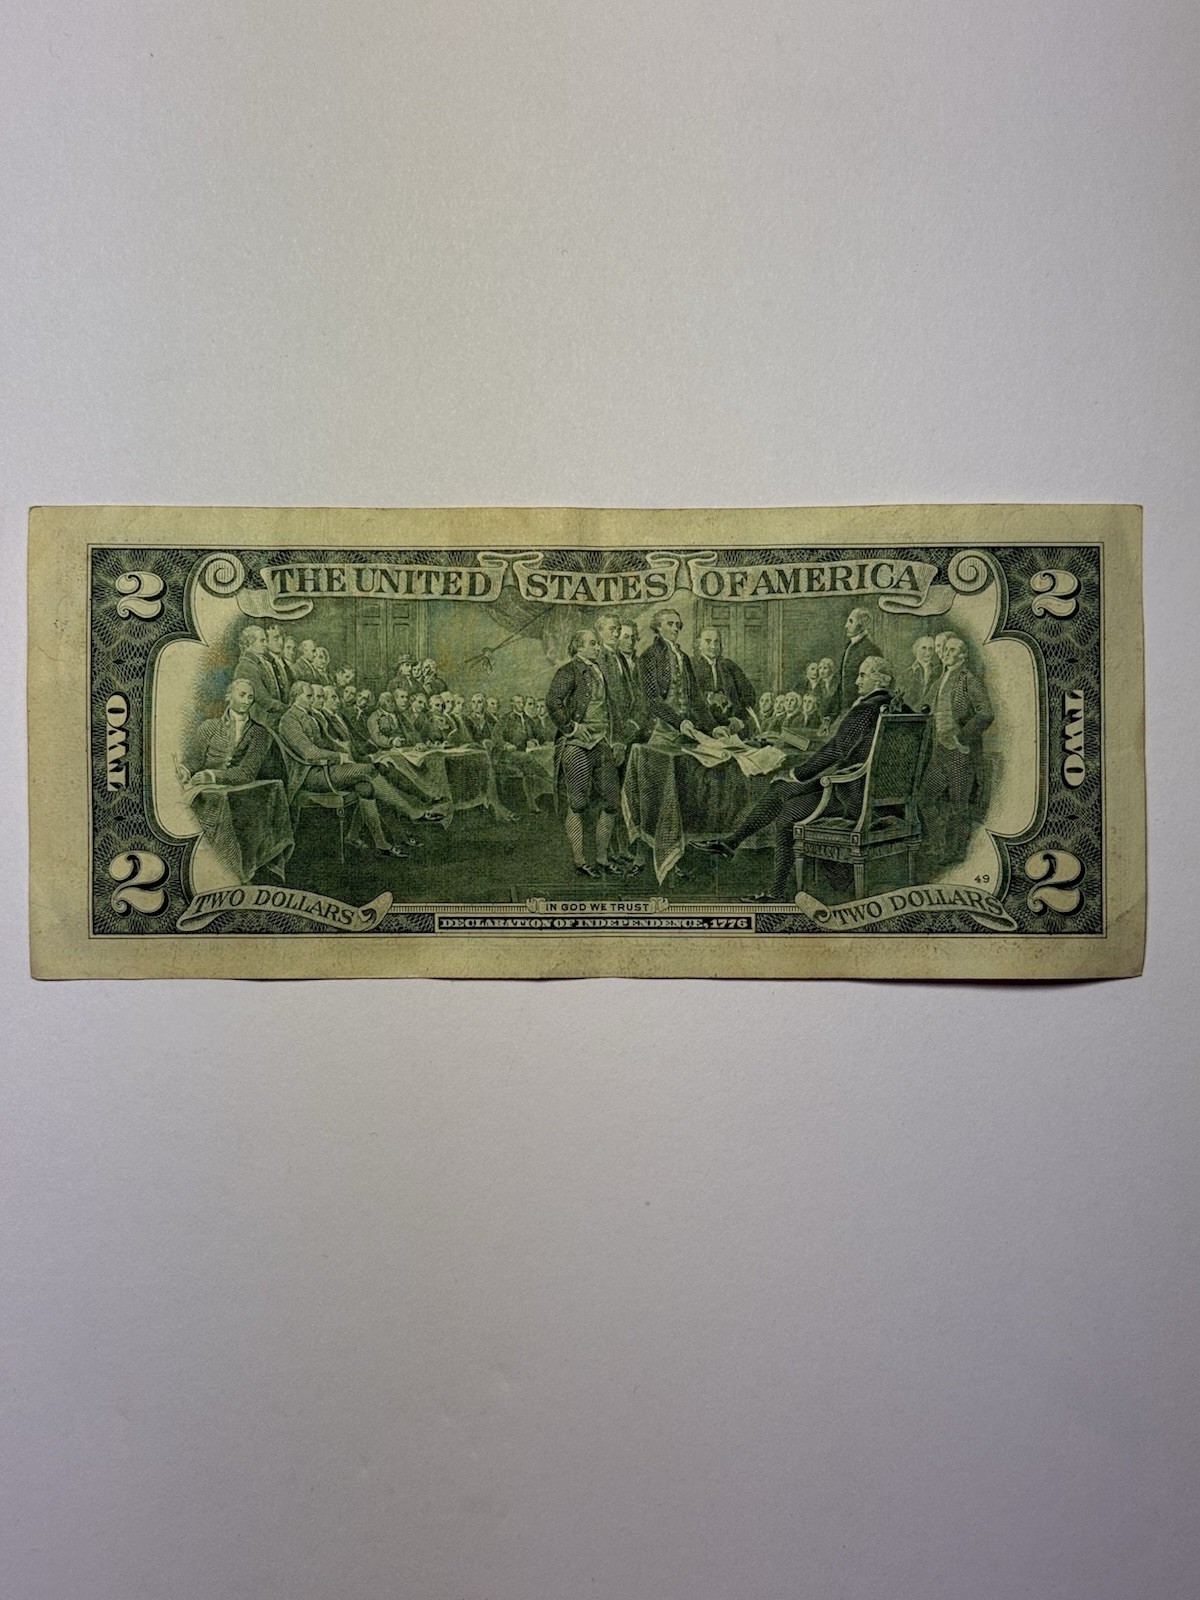 THE UNITED STATES OF AMERICA
2 2
TWO TWO
2 2
49
TWO DOLLARS TWO DOLLARS
IN GOD WE TRUST
DECLARATION OF INDEPENDENCE, 1776